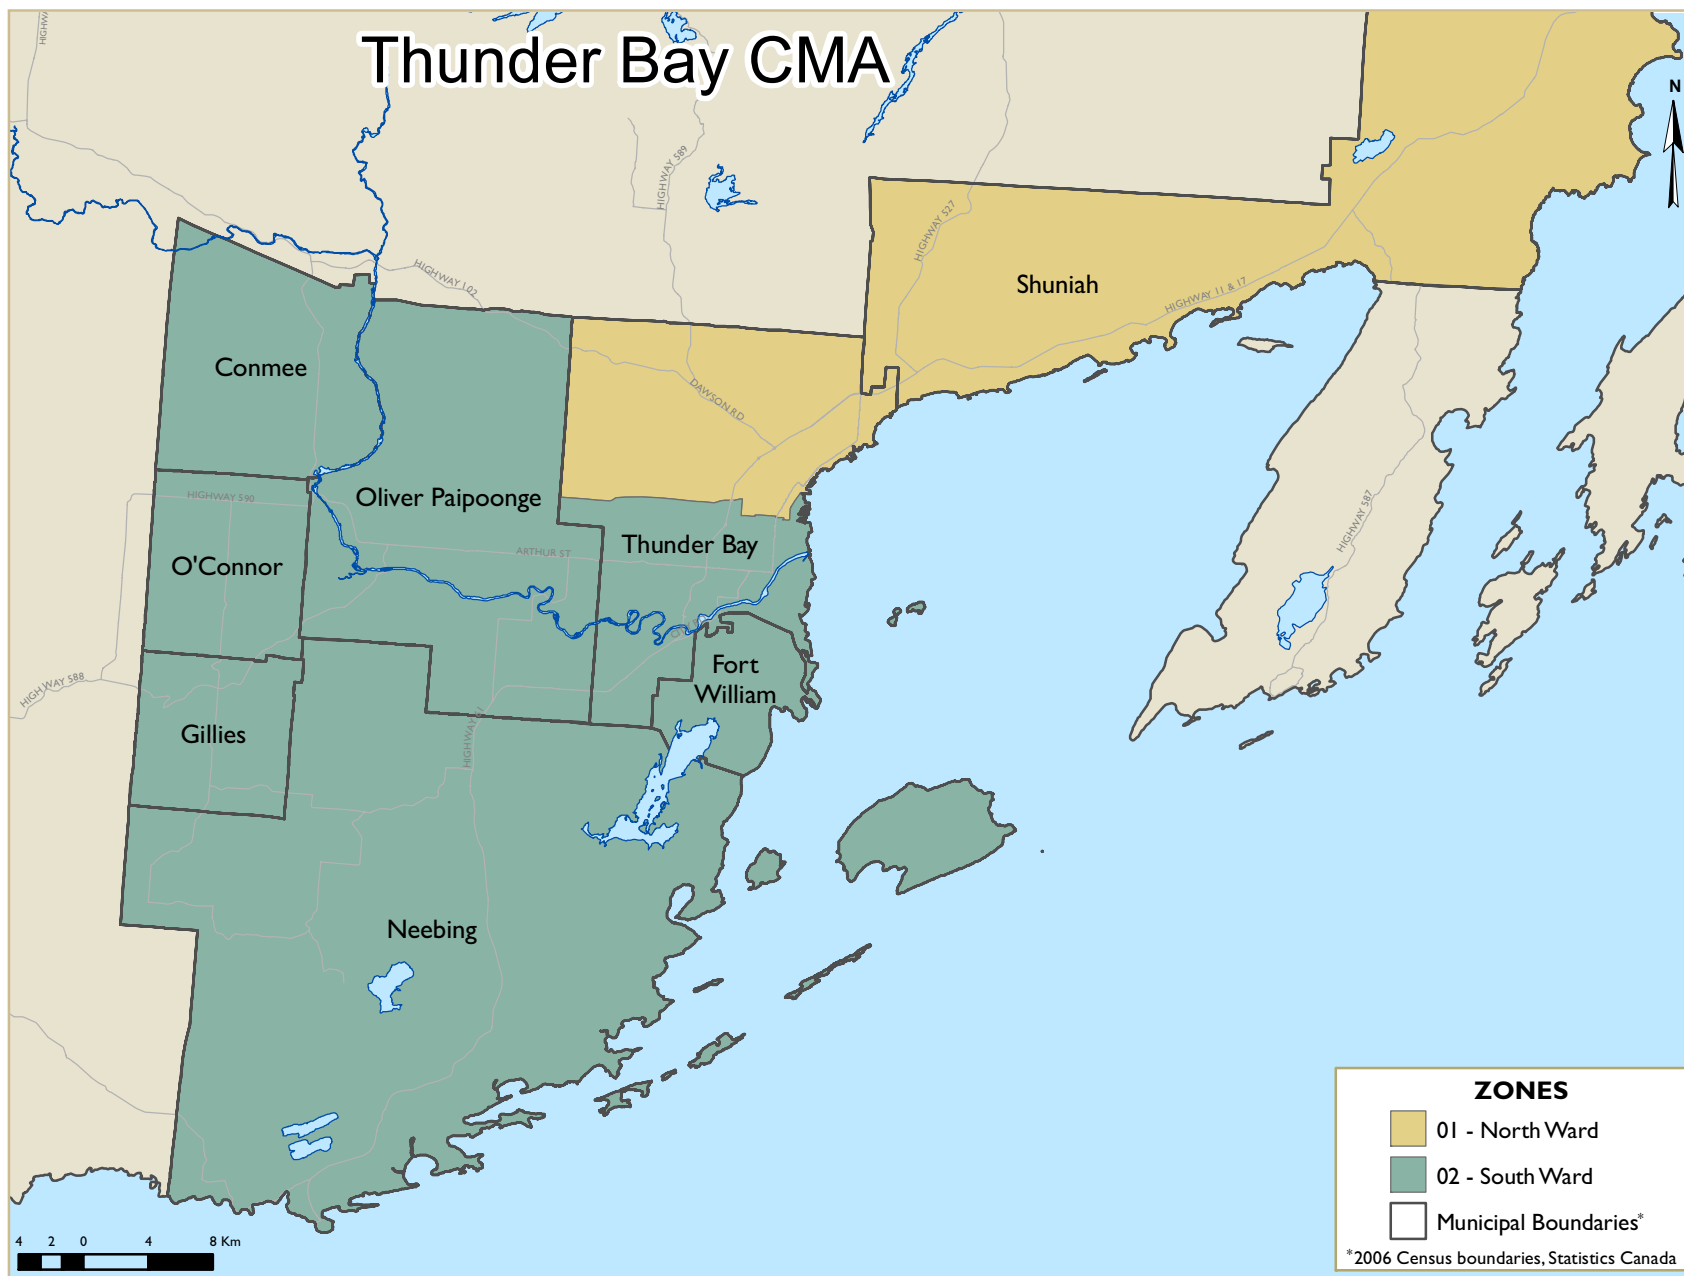 Thunder Bay CMA
N
HIGHWAY 589
HIGHWAY 527
HIGHWAY 102
HIGHWAY 11 & 17
Shuniah
Conmee
DAWSON RD
HIGHWAY 590
Oliver Paipoonge
ARTHUR ST
Thunder Bay
O'Connor
HIGHWAY 587
HIGHWAY 588
Fort
William
Gillies
HIGHWAY 61
Neebing
ZONES
01 - North Ward
02 - South Ward
Municipal Boundaries*
*2006 Census boundaries, Statistics Canada
4 2 0 4 8 Km